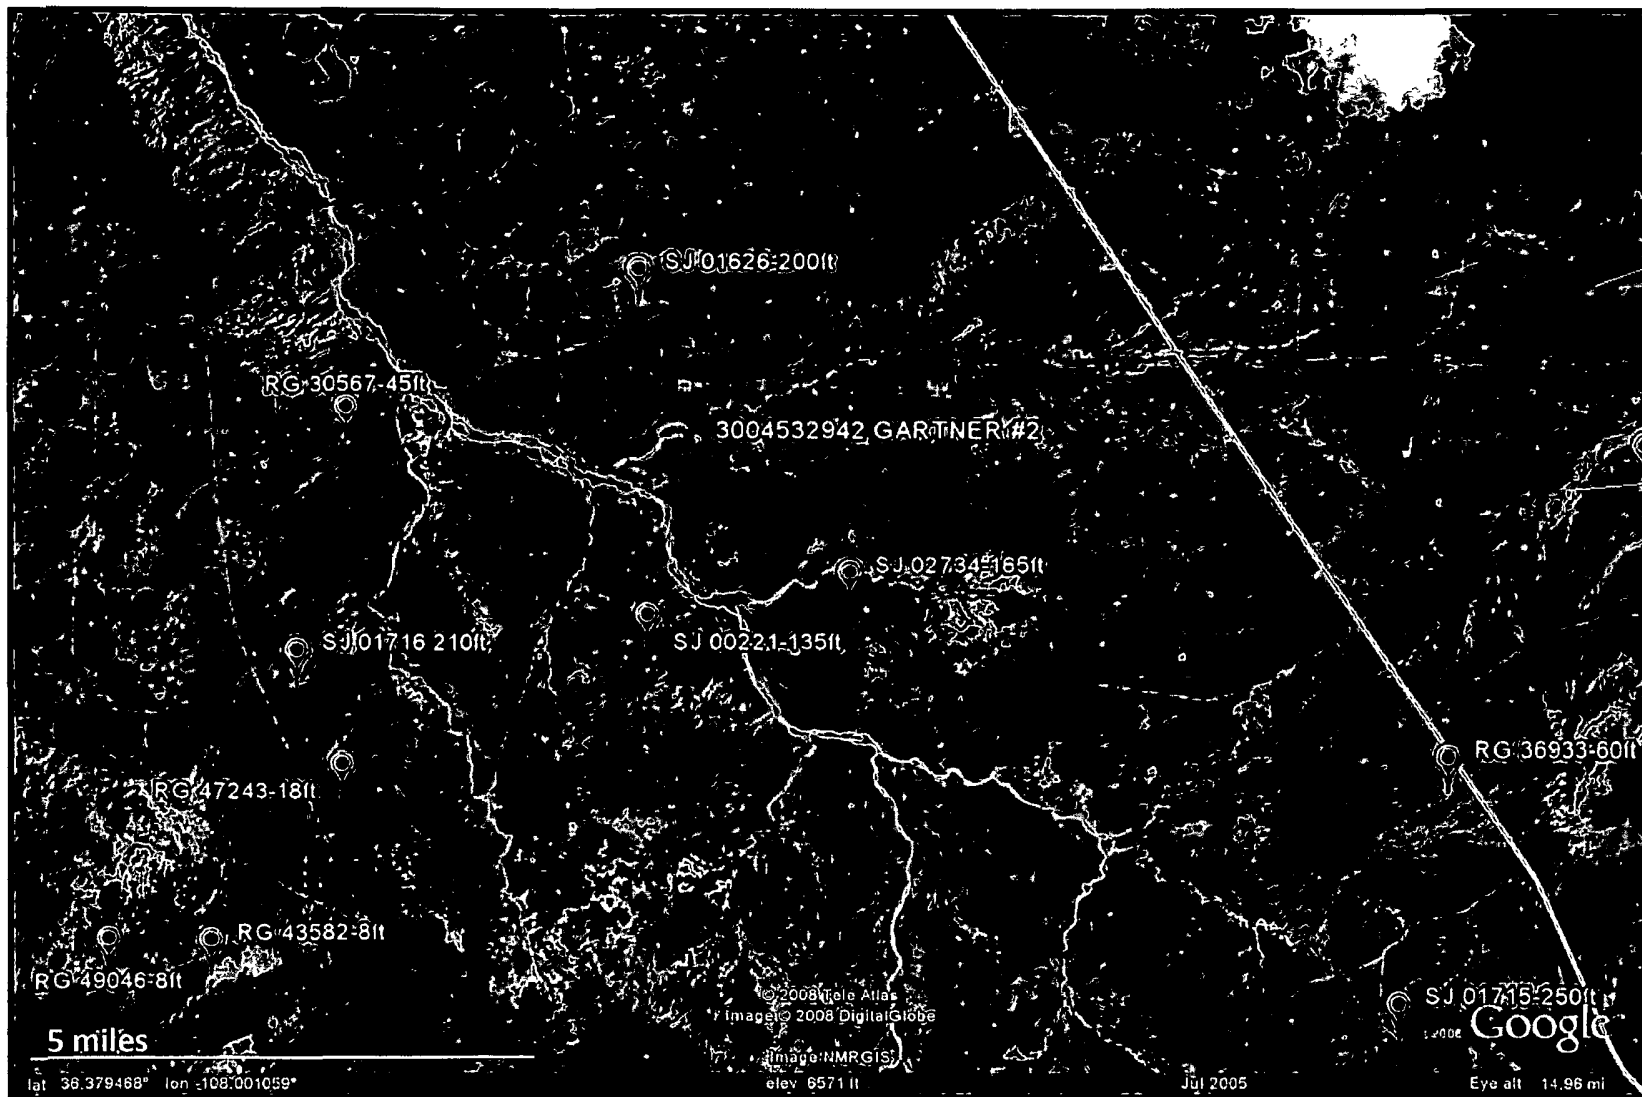 SJ 01626-200ft
RG 30567-45ft
3004532942 GARTNER #2
SJ 02734-165ft
SJ 01716 210ft
SJ 00221-135ft
RG 36933-60ft
RG 47243-18ft
RG 43582-8ft
RG 49046-8ft
SJ 01715-250ft
© 2008 Tele Atlas
Image © 2008 DigitalGlobe
Image NMRGIS
Google
5 miles
lat 36.379468° lon -108.001059° elev 6571 ft Jul 2005 Eye alt 14.96 mi